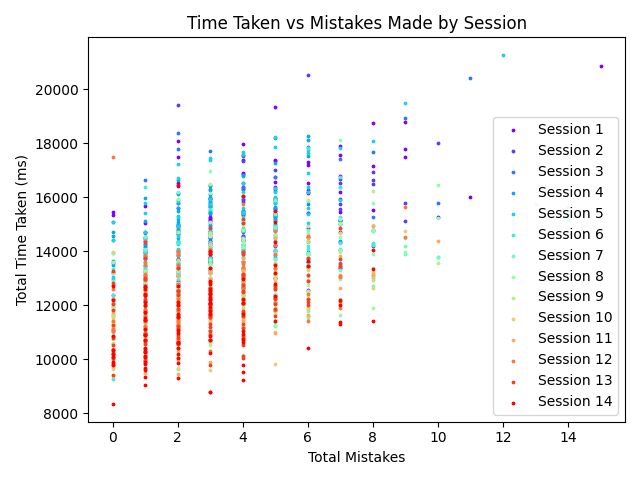 Time Taken vs Mistakes Made by Session
Total Time Taken (ms)
20000
18000
16000
14000
12000
10000
8000
0 2 4 6 8 10 12 14
Total Mistakes
Session 1
Session 2
Session 3
Session 4
Session 5
Session 6
Session 7
Session 8
Session 9
Session 10
Session 11
Session 12
Session 13
Session 14